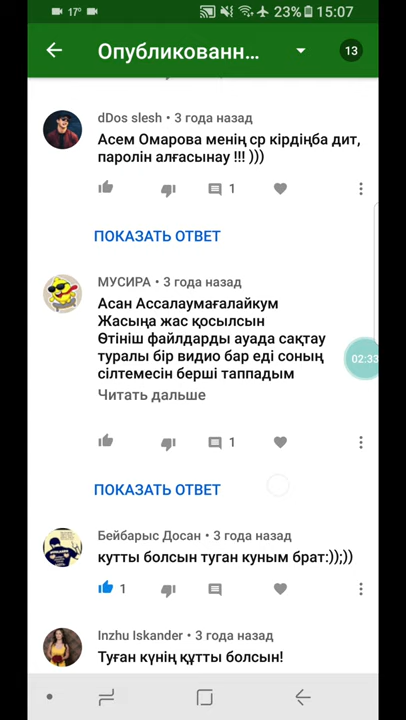 17° 23% 15:07
Опубликованн... 13
dDos slesh • 3 года назад
Асем Омарова менің ср кірдіңба дит,
паролін алғасынау !!! )))
1
ПОКАЗАТЬ ОТВЕТ
МУСИРА • 3 года назад
Асан Ассалаумағалайкум
Жасыңа жас қосылсын
Өтініш файлдарды ауада сақтау
туралы бір видио бар еді соның
сілтемесін берші таппадым
02:33
Читать дальше
1
ПОКАЗАТЬ ОТВЕТ
Бейбарыс Досан • 3 года назад
кутты болсын туган куным брат:));))
1
Inzhu Iskander • 3 года назад
Туған күнің құтты болсын!